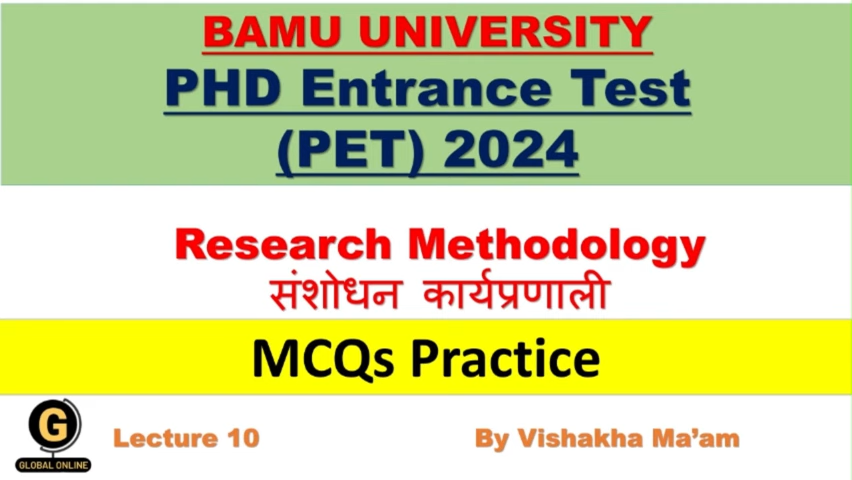 BAMU UNIVERSITY
PHD Entrance Test
(PET) 2024
Research Methodology
संशोधन कार्यप्रणाली
MCQs Practice
G
GLOBAL ONLINE
Lecture 10
By Vishakha Ma’am